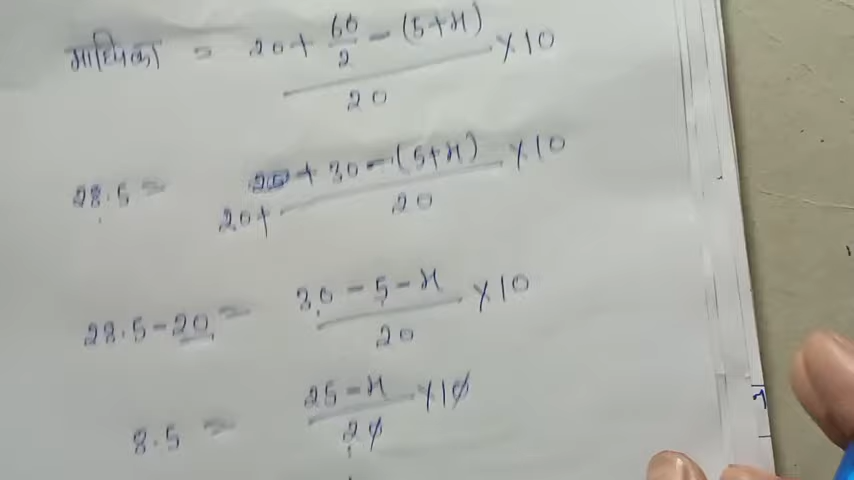 माध्यिका = 20 + 60/2 - (5+x) / 20 × 10
28.5 = 20 + 30 - (5+x) / 20 × 10
28.5 - 20 = 30 - 5 - x / 20 × 10
8.5 = 25 - x / 20 × 10